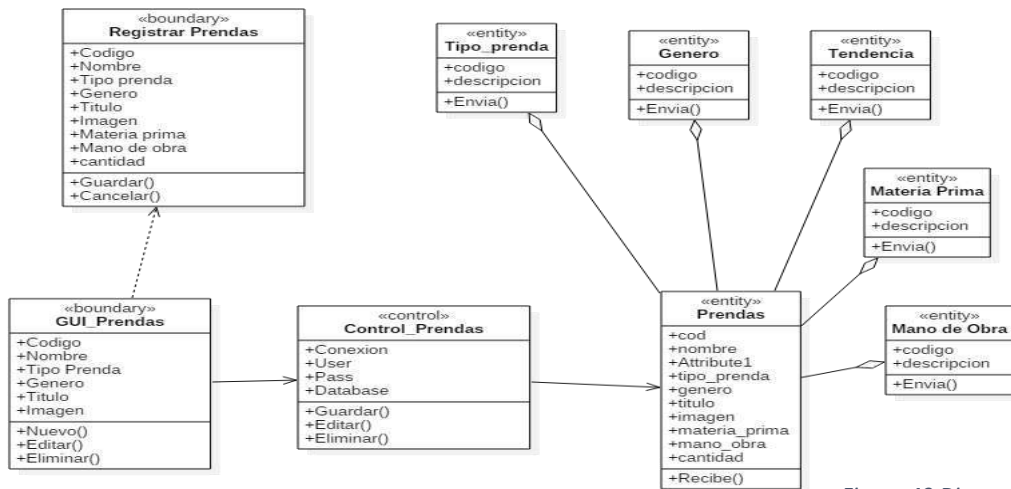 «boundary»
Registrar Prendas
+Codigo
+Nombre
+Tipo prenda
+Genero
+Titulo
+Imagen
+Materia prima
+Mano de obra
+cantidad
+Guardar()
+Cancelar()
«entity»
Tipo_prenda
+codigo
+descripcion
+Envia()
«entity»
Genero
+codigo
+descripcion
+Envia()
«entity»
Tendencia
+codigo
+descripcion
+Envia()
«entity»
Materia Prima
+codigo
+descripcion
+Envia()
«boundary»
GUI_Prendas
+Codigo
+Nombre
+Tipo Prenda
+Genero
+Titulo
+Imagen
+Nuevo()
+Editar()
+Eliminar()
«control»
Control_Prendas
+Conexion
+User
+Pass
+Database
+Guardar()
+Editar()
+Eliminar()
«entity»
Prendas
+cod
+nombre
+Attribute1
+tipo_prenda
+genero
+titulo
+imagen
+materia_prima
+mano_obra
+cantidad
+Recibe()
«entity»
Mano de Obra
+codigo
+descripcion
+Envia()